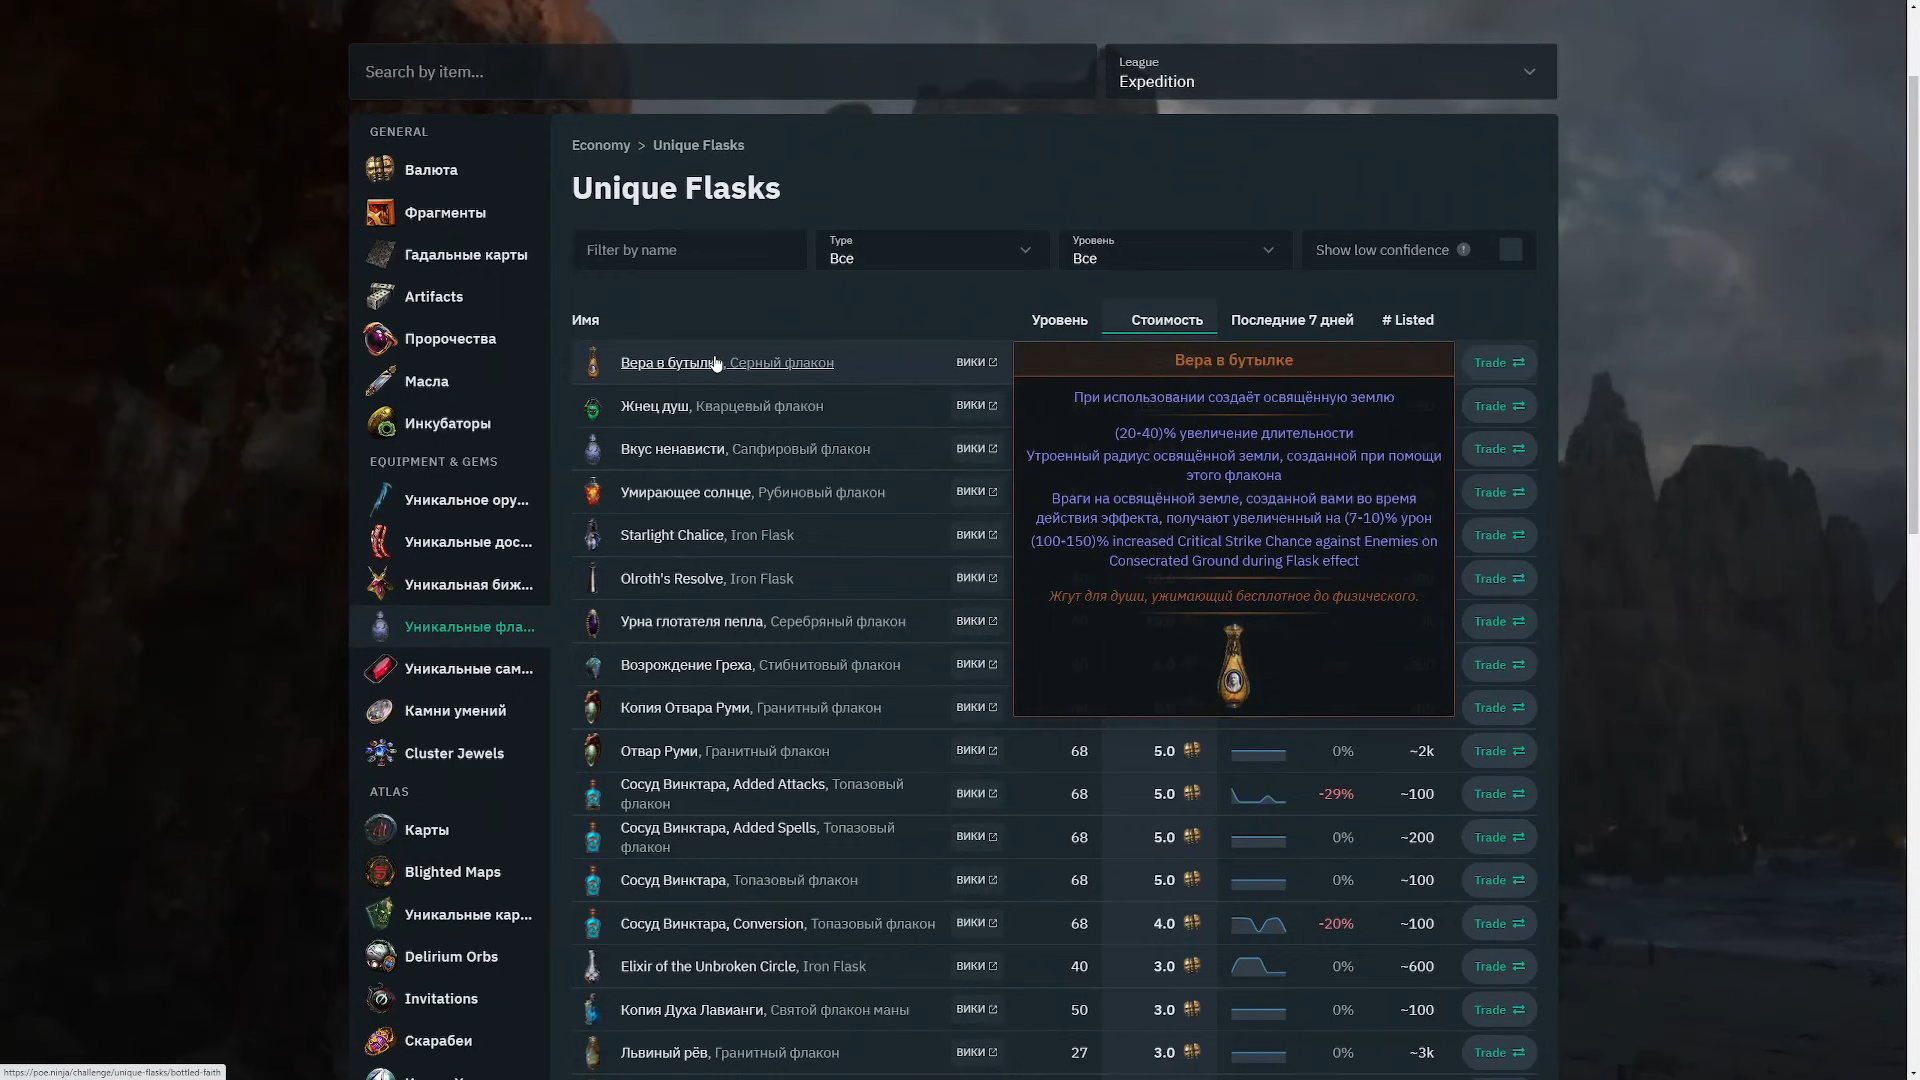 Search by item...
League
Expedition
GENERAL
Валюта
Фрагменты
Гадальные карты
Artifacts
Пророчества
Масла
Инкубаторы
EQUIPMENT & GEMS
Уникальное ору...
Уникальные дос...
Уникальная биж...
Уникальные фла...
Уникальные сам...
Камни умений
Cluster Jewels
ATLAS
Карты
Blighted Maps
Уникальные кар...
Delirium Orbs
Invitations
Скарабеи
Economy > Unique Flasks
Unique Flasks
Filter by name
Type
Все
Уровень
Все
Show low confidence
Имя Уровень Стоимость Последние 7 дней # Listed
Вера в бутылке, Серный флакон ВИКИ Trade
Жнец душ, Кварцевый флакон ВИКИ Trade
Вкус ненависти, Сапфировый флакон ВИКИ Trade
Умирающее солнце, Рубиновый флакон ВИКИ Trade
Starlight Chalice, Iron Flask ВИКИ Trade
Olroth's Resolve, Iron Flask ВИКИ Trade
Урна глотателя пепла, Серебряный флакон ВИКИ Trade
Возрождение Греха, Стибнитовый флакон ВИКИ Trade
Копия Отвара Руми, Гранитный флакон ВИКИ Trade
Вера в бутылке
При использовании создаёт освящённую землю
(20-40)% увеличение длительности
Утроенный радиус освящённой земли, созданной при помощи
этого флакона
Враги на освящённой земле, созданной вами во время
действия эффекта, получают увеличенный на (7-10)% урон
(100-150)% increased Critical Strike Chance against Enemies on
Consecrated Ground during Flask effect
Жгут для души, ужимающий бесплотное до физического.
Отвар Руми, Гранитный флакон ВИКИ 68 5.0 0% ~2k Trade
Сосуд Винктара, Added Attacks, Топазовый
флакон ВИКИ 68 5.0 -29% ~100 Trade
Сосуд Винктара, Added Spells, Топазовый
флакон ВИКИ 68 5.0 0% ~200 Trade
Сосуд Винктара, Топазовый флакон ВИКИ 68 5.0 0% ~100 Trade
Сосуд Винктара, Conversion, Топазовый флакон ВИКИ 68 4.0 -20% ~100 Trade
Elixir of the Unbroken Circle, Iron Flask ВИКИ 40 3.0 0% ~600 Trade
Копия Духа Лавианги, Святой флакон маны ВИКИ 50 3.0 0% ~100 Trade
Львиный рёв, Гранитный флакон ВИКИ 27 3.0 0% ~3k Trade
https://poe.ninja/challenge/unique-flasks/bottled-faith